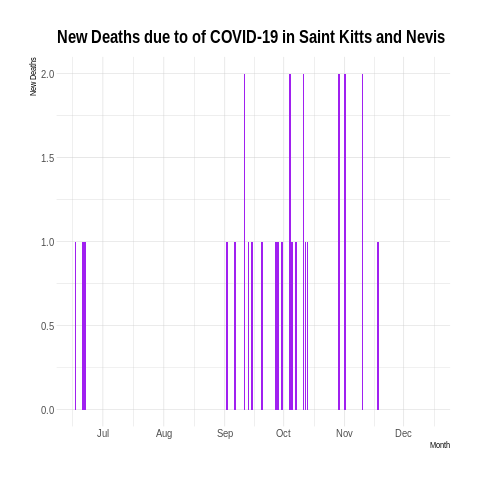 New Deaths due to of COVID-19 in Saint Kitts and Nevis
New Deaths
2.0
1.5
1.0
0.5
0.0
Jul Aug Sep Oct Nov Dec
Month